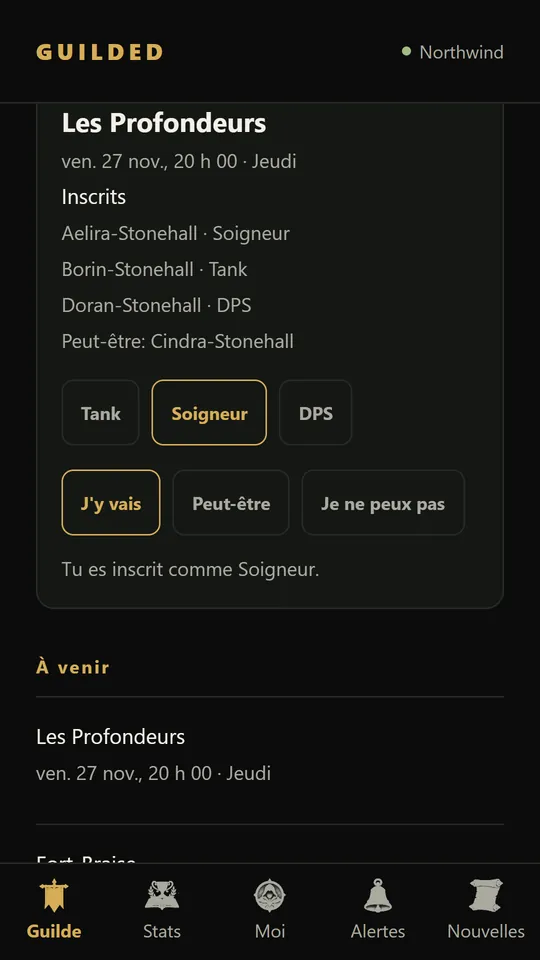 GUILDED
Northwind
Les Profondeurs
ven. 27 nov., 20 h 00 · Jeudi
Inscrits
Aelira-Stonehall · Soigneur
Borin-Stonehall · Tank
Doran-Stonehall · DPS
Peut-être: Cindra-Stonehall
Tank
Soigneur
DPS
J'y vais
Peut-être
Je ne peux pas
Tu es inscrit comme Soigneur.
À venir
Les Profondeurs
ven. 27 nov., 20 h 00 · Jeudi
Fort-Braise
Guilde
Stats
Moi
Alertes
Nouvelles